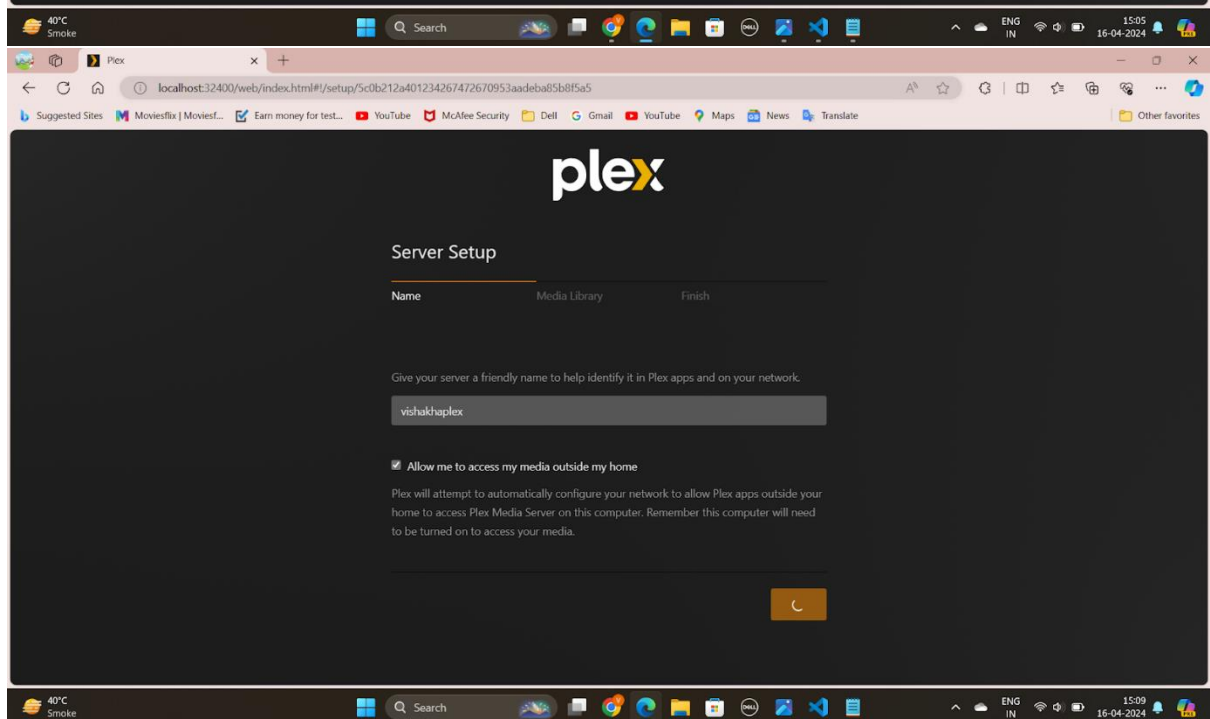 40°C
Smoke
Search
ENG
IN
15:05
16-04-2024
Plex
localhost:32400/web/index.html#!/setup/5c0b212a401234267472670953aadeba85b8f5a5
Suggested Sites Moviesflix | Moviesf... Earn money for test... YouTube McAfee Security Dell Gmail YouTube Maps News Translate Other favorites
plex
Server Setup
Name Media Library Finish
Give your server a friendly name to help identify it in Plex apps and on your network.
vishakhaplex
Allow me to access my media outside my home
Plex will attempt to automatically configure your network to allow Plex apps outside your
home to access Plex Media Server on this computer. Remember this computer will need
to be turned on to access your media.
40°C
Smoke
Search
ENG
IN
15:09
16-04-2024